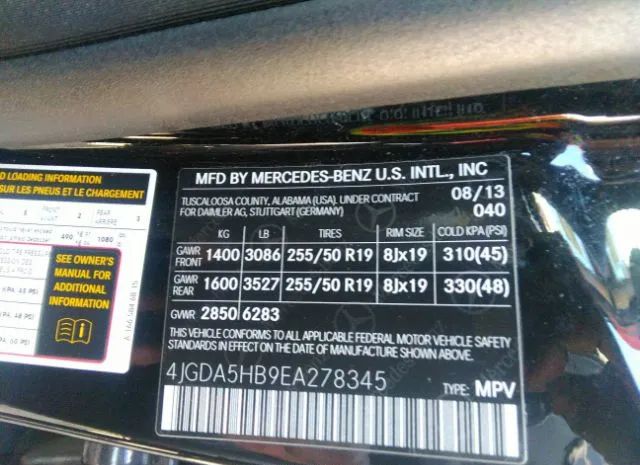 D LOADING INFORMATION
SUR LES PNEUS ET LE CHARGEMENT
490
1080
SEE OWNER'S
MANUAL FOR
ADDITIONAL
INFORMATION
MFD BY MERCEDES-BENZ U.S. INTL., INC
TUSCALOOSA COUNTY, ALABAMA (USA). UNDER CONTRACT 08/13
FOR DAIMLER AG, STUTTGART (GERMANY) 040
KG LB TIRES RIM SIZE COLD KPA (PSI)
GAWR FRONT 1400 3086 255/50 R19 8Jx19 310(45)
GAWR REAR 1600 3527 255/50 R19 8Jx19 330(48)
GVWR 2850 6283
THIS VEHICLE CONFORMS TO ALL APPLICABLE FEDERAL MOTOR VEHICLE SAFETY
STANDARDS IN EFFECT ON THE DATE OF MANUFACTURE SHOWN ABOVE
4JGDA5HB9EA278345 TYPE: MPV